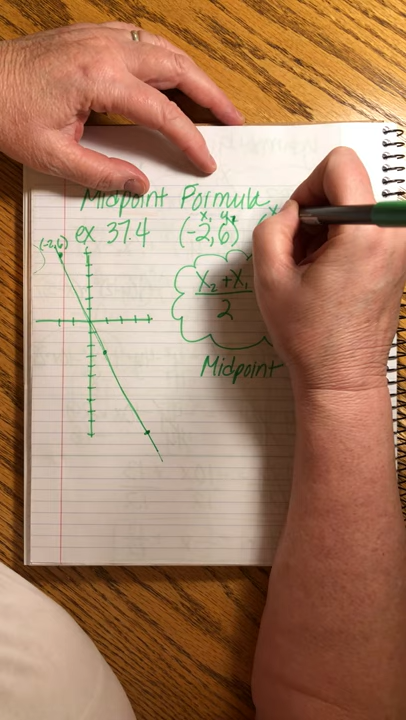 Midpoint Formula
x₁ y₁ (x
ex 37.4 (-2,6)
(-2,6)
X₂ + X₁
2
Midpoint